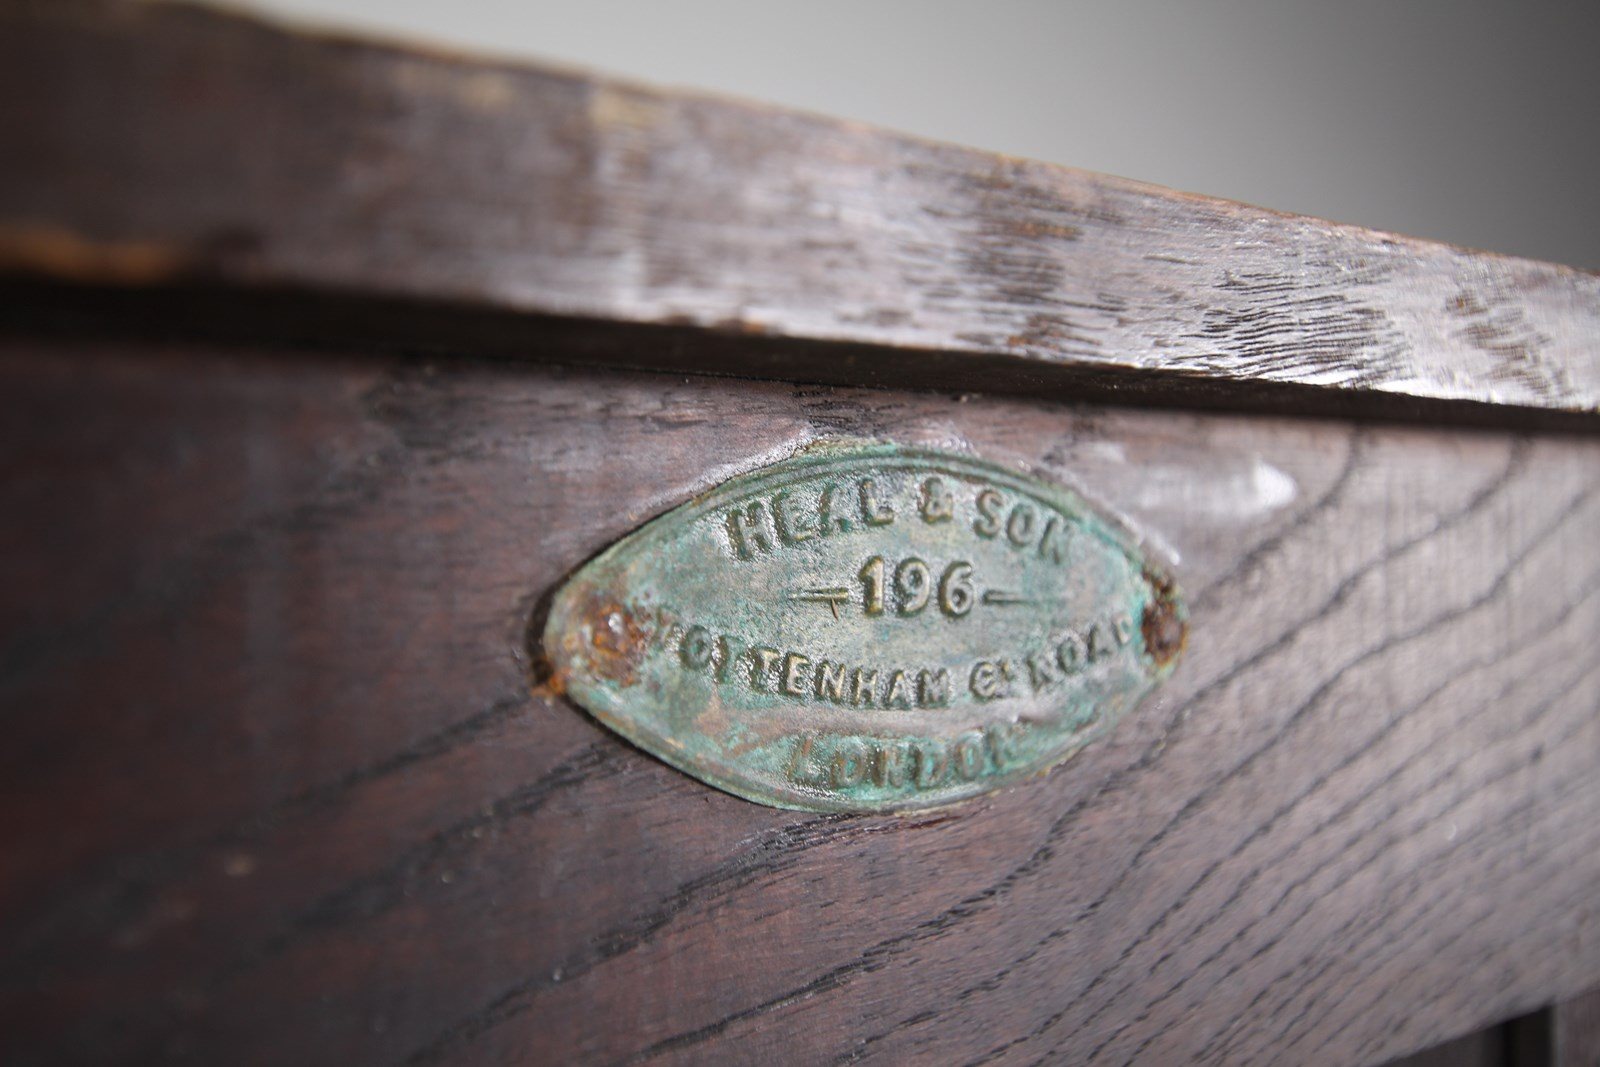 HEAL & SON
—196—
TOTTENHAM CT ROAD
LONDON